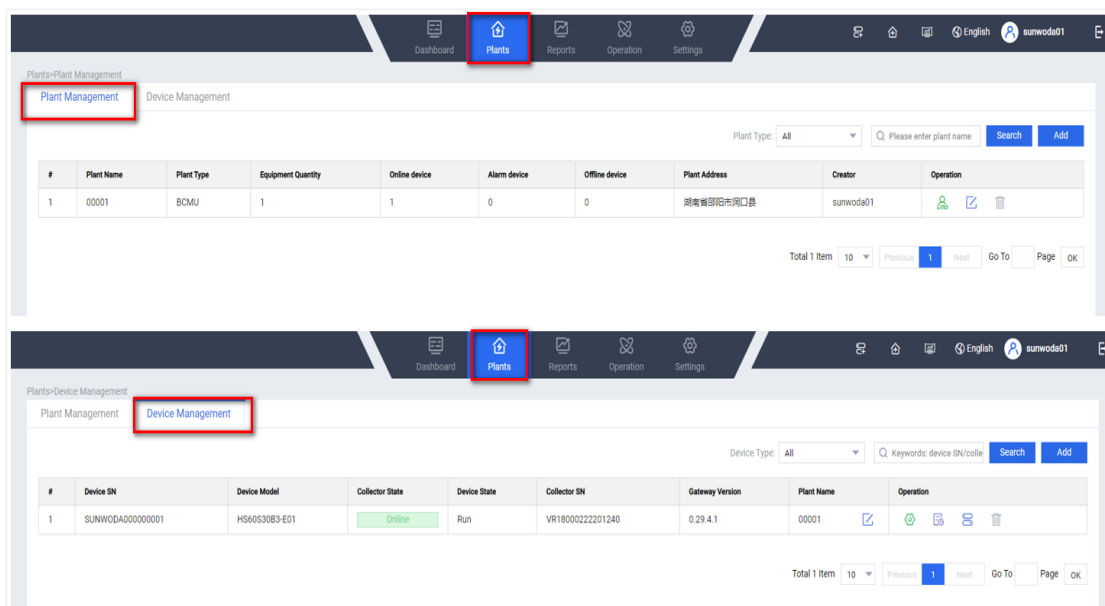 Dashboard Plants Reports Operation Settings English sunwoda01
Plants>Plant Management
Plant Management Device Management
Plant Type: All Please enter plant name Search Add
# Plant Name Plant Type Equipment Quantity Online device Alarm device Offline device Plant Address Creator Operation
1 00001 BCMU 1 1 0 0 湖南省邵阳市洞口县 sunwoda01
Total 1 Item 10 Previous 1 Next Go To Page OK
Dashboard Plants Reports Operation Settings English sunwoda01
Plants>Device Management
Plant Management Device Management
Device Type: All Keywords: device SN/colle Search Add
# Device SN Device Model Collector State Device State Collector SN Gateway Version Plant Name Operation
1 SUNWODA000000001 HS60S30B3-E01 Online Run VR18000222201240 0.29.4.1 00001
Total 1 Item 10 Previous 1 Next Go To Page OK